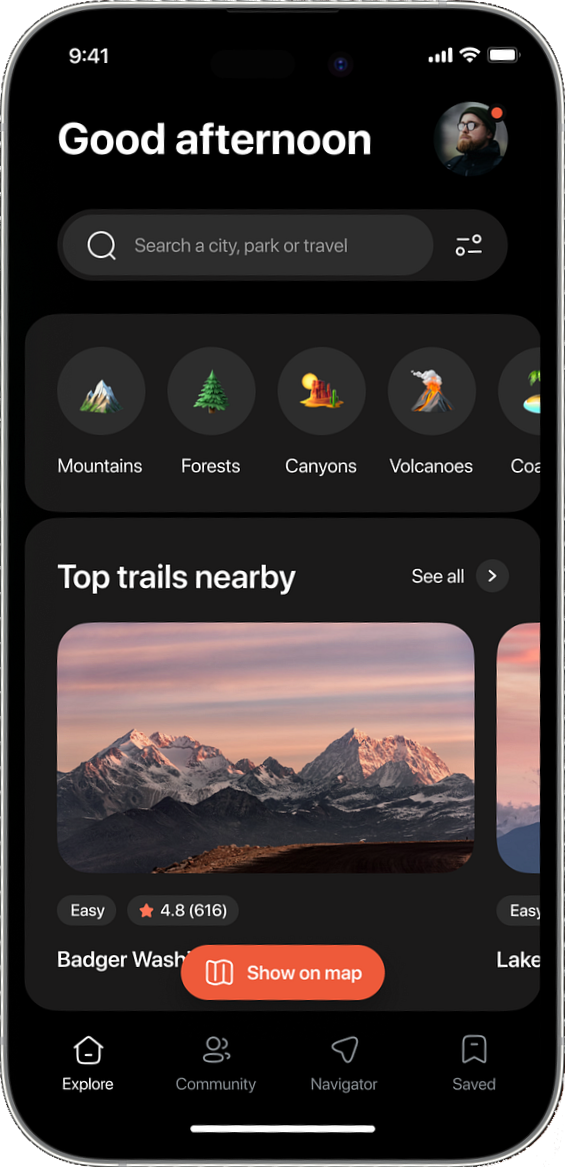 9:41
Good afternoon
Search a city, park or travel
Mountains Forests Canyons Volcanoes Coa
Top trails nearby See all
Easy 4.8 (616) Easy
Badger Wash Lake
Show on map
Explore Community Navigator Saved